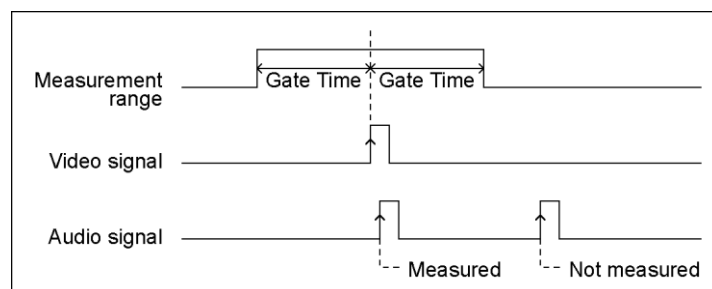 Measurement
range
Gate Time Gate Time
Video signal
Audio signal
Measured Not measured